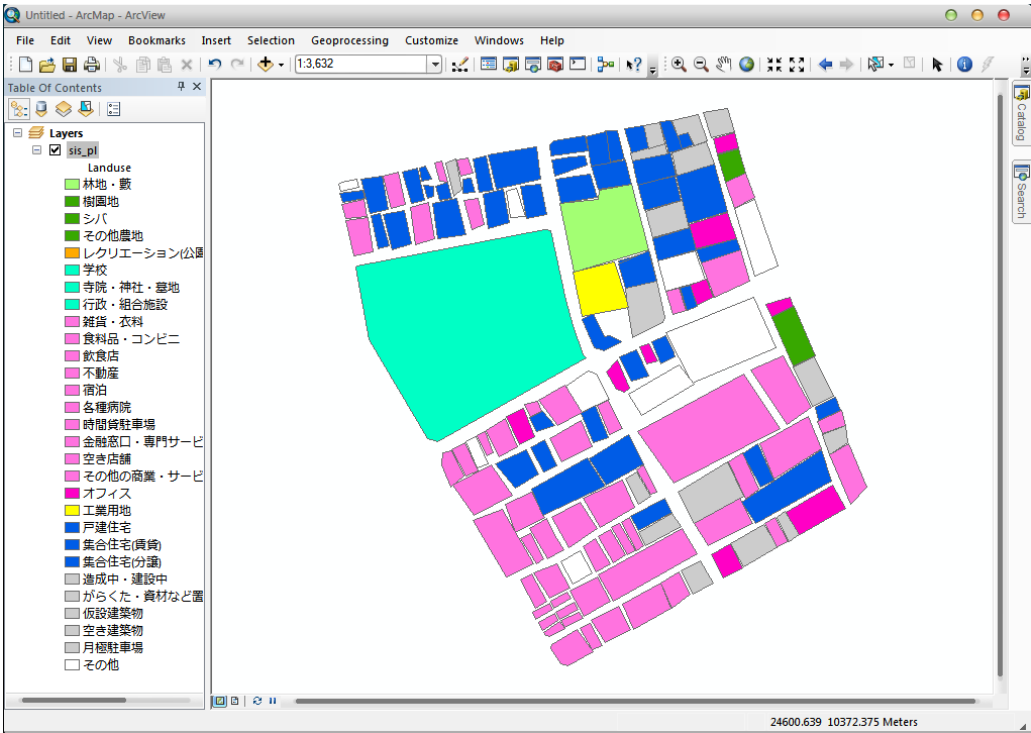 Untitled - ArcMap - ArcView
File Edit View Bookmarks Insert Selection Geoprocessing Customize Windows Help
1:3,632
Table Of Contents
Layers
sis_pl
Landuse
林地・藪
樹園地
シバ
その他農地
レクリエーション(公園
学校
寺院・神社・墓地
行政・組合施設
雑貨・衣料
食料品・コンビニ
飲食店
不動産
宿泊
各種病院
時間貸駐車場
金融窓口・専門サービ
空き店舗
その他の商業・サービ
オフィス
工業用地
戸建住宅
集合住宅(賃貸)
集合住宅(分譲)
造成中・建設中
がらくた・資材など置
仮設建築物
空き建築物
月極駐車場
その他
Catalog
Search
24600.639 10372.375 Meters